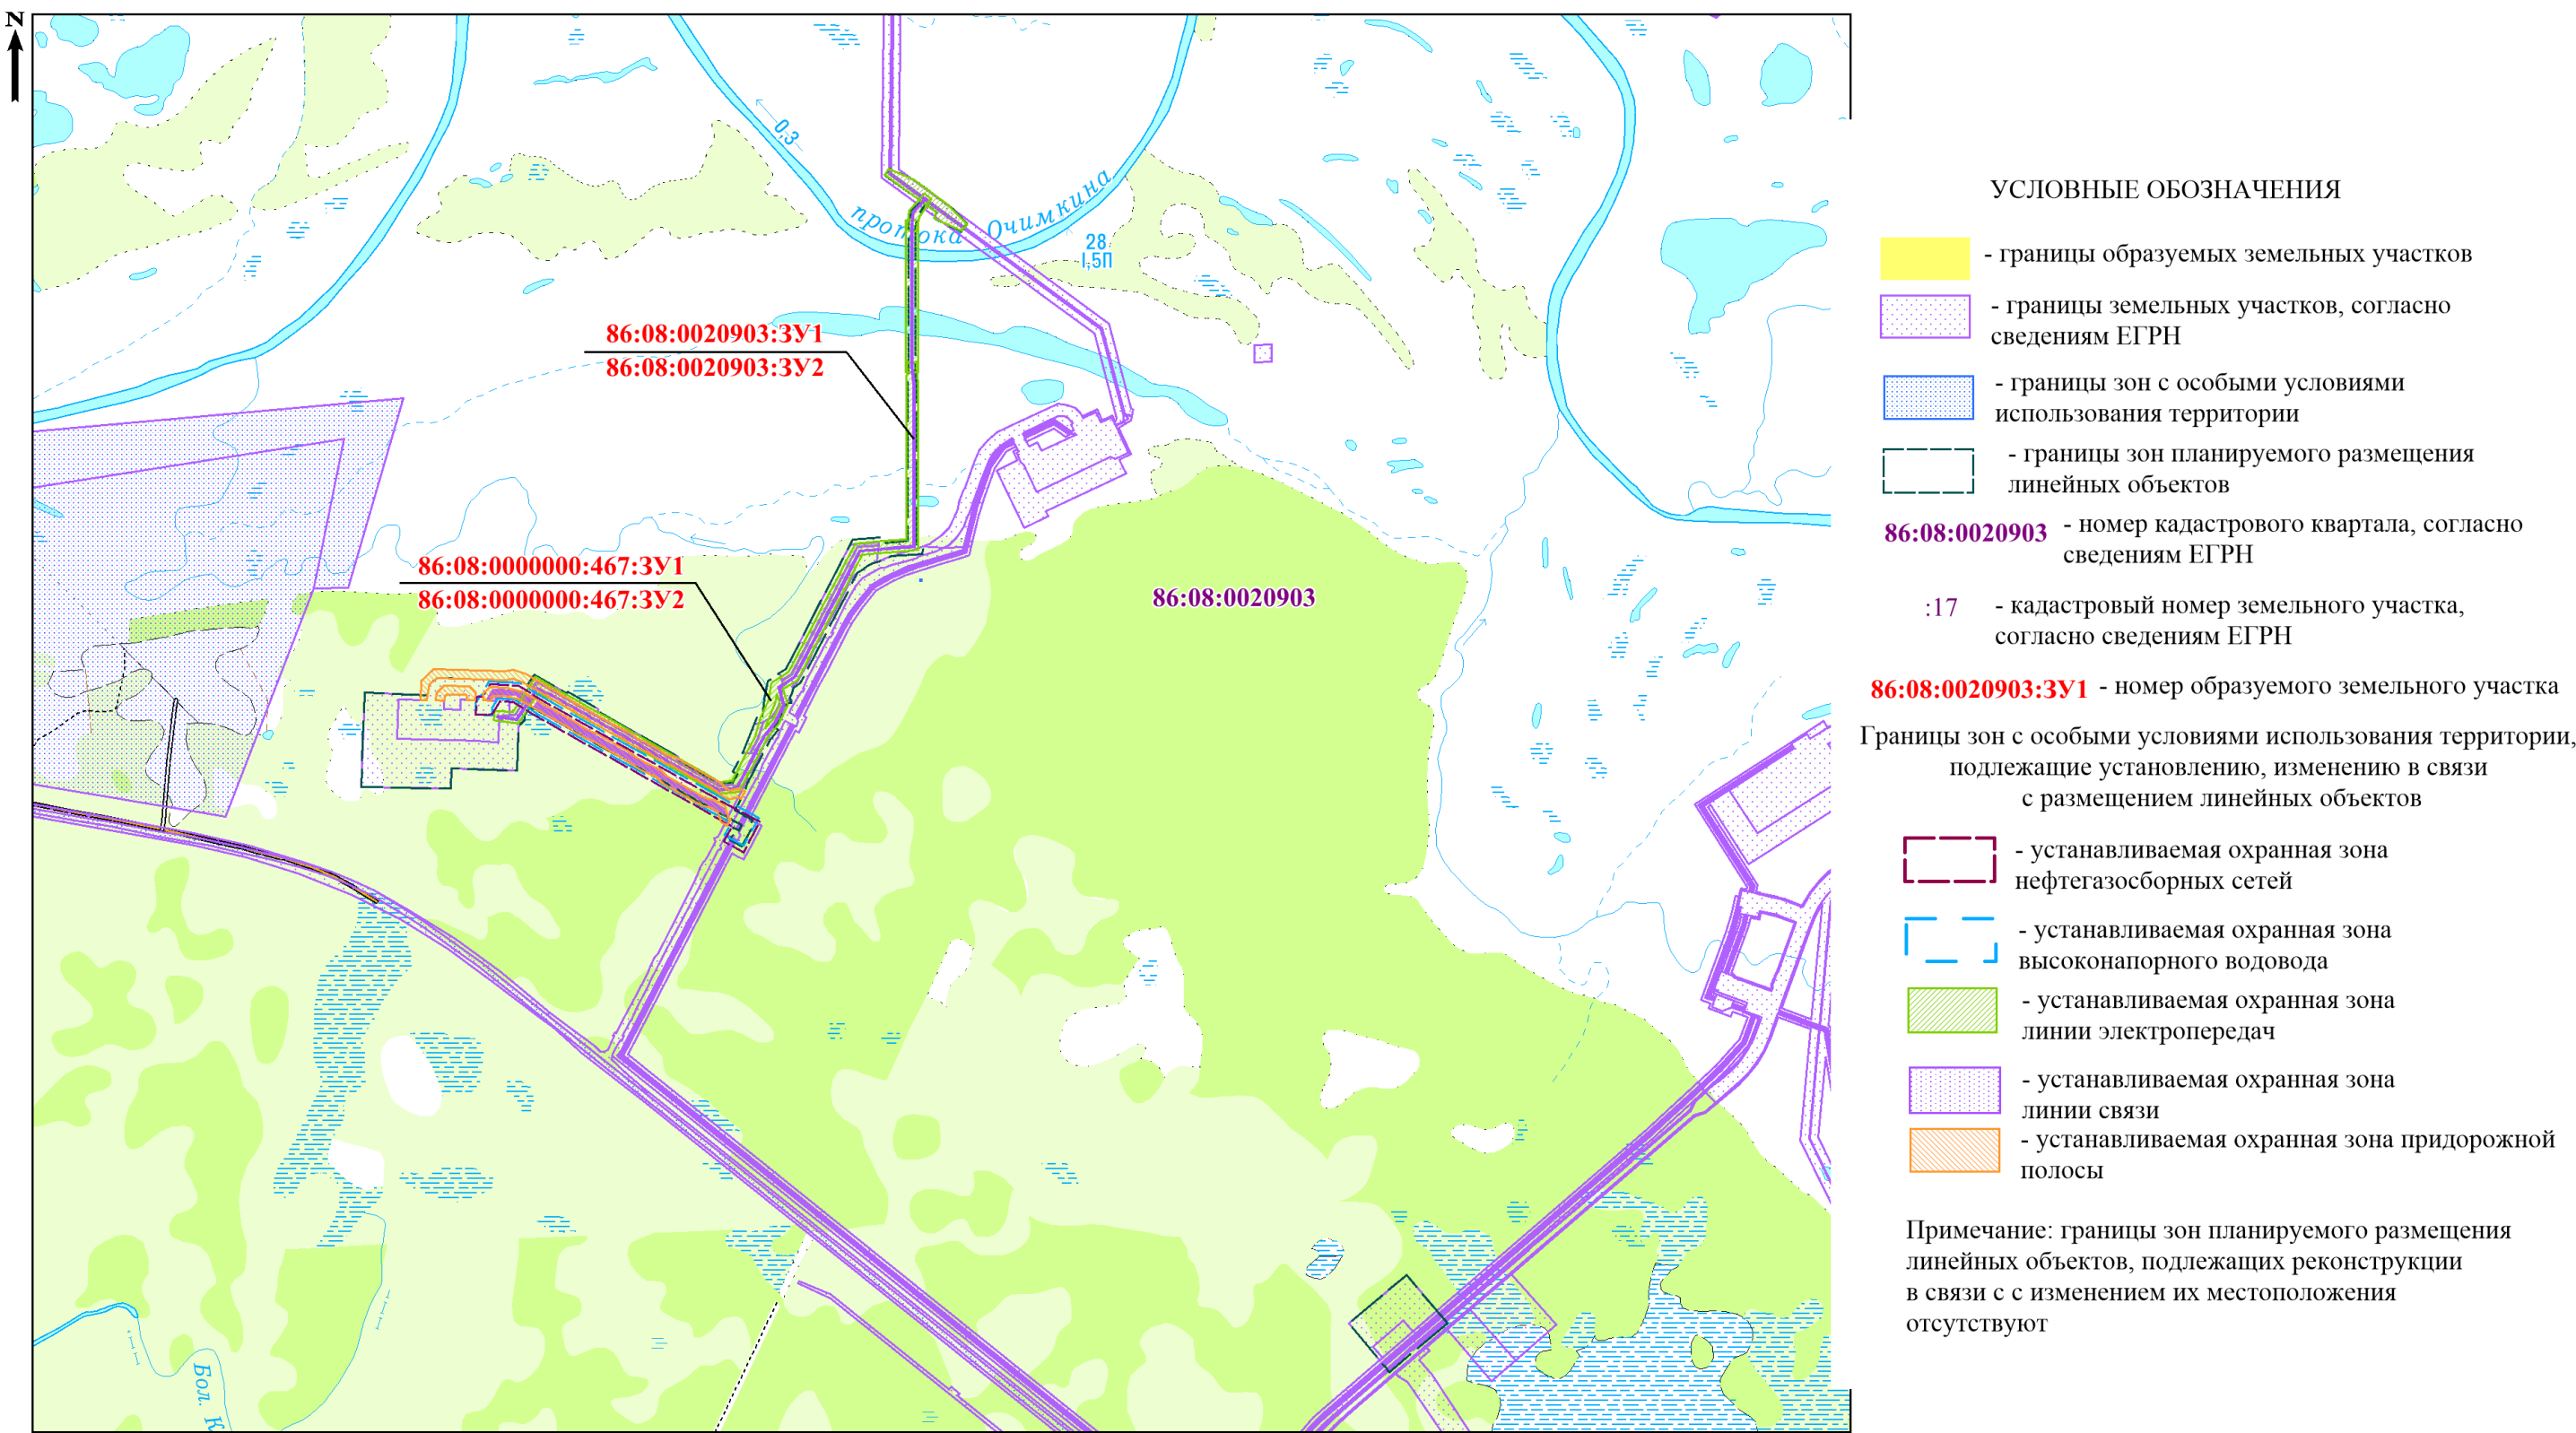 N
0,3
протока Очимкина
28
1,5П
86:08:0020903:ЗУ1
86:08:0020903:ЗУ2
86:08:0000000:467:ЗУ1
86:08:0000000:467:ЗУ2
86:08:0020903
Бол. К
УСЛОВНЫЕ ОБОЗНАЧЕНИЯ
- границы образуемых земельных участков
- границы земельных участков, согласно
сведениям ЕГРН
- границы зон с особыми условиями
использования территории
- границы зон планируемого размещения
линейных объектов
86:08:0020903 - номер кадастрового квартала, согласно
сведениям ЕГРН
:17 - кадастровый номер земельного участка,
согласно сведениям ЕГРН
86:08:0020903:ЗУ1 - номер образуемого земельного участка
Границы зон с особыми условиями использования территории,
подлежащие установлению, изменению в связи
с размещением линейных объектов
- устанавливаемая охранная зона
нефтегазосборных сетей
- устанавливаемая охранная зона
высоконапорного водовода
- устанавливаемая охранная зона
линии электропередач
- устанавливаемая охранная зона
линии связи
- устанавливаемая охранная зона придорожной
полосы
Примечание: границы зон планируемого размещения
линейных объектов, подлежащих реконструкции
в связи с с изменением их местоположения
отсутствуют